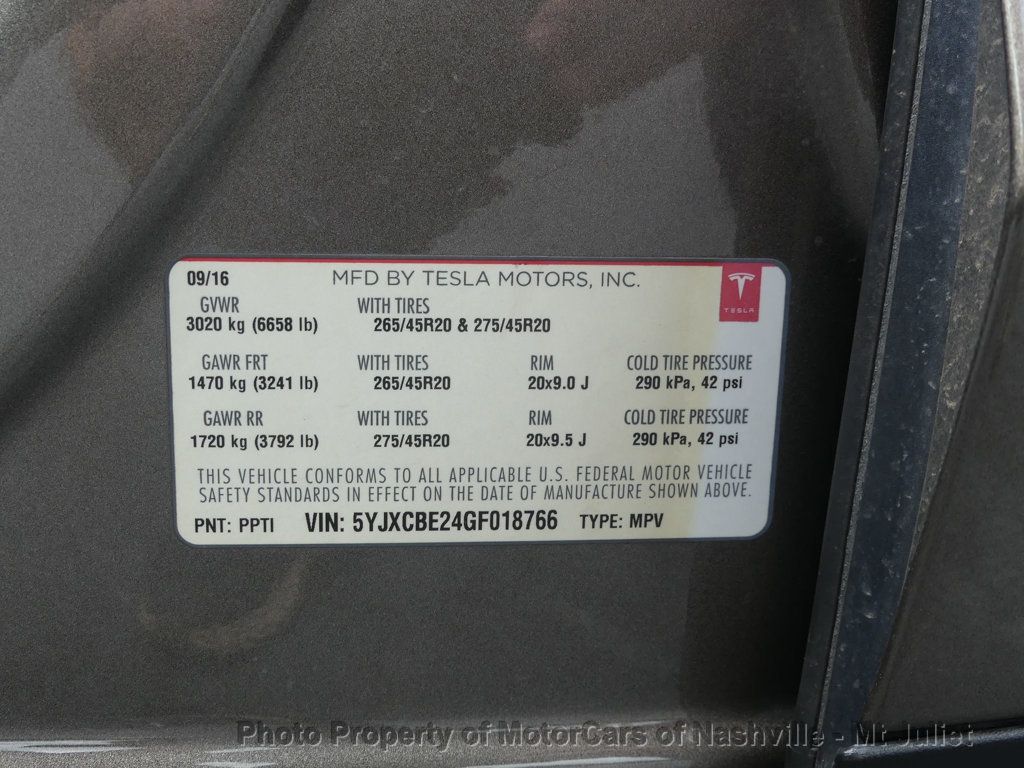 09/16 MFD BY TESLA MOTORS, INC.
TESLA
GVWR WITH TIRES
3020 kg (6658 lb) 265/45R20 & 275/45R20
GAWR FRT WITH TIRES RIM COLD TIRE PRESSURE
1470 kg (3241 lb) 265/45R20 20x9.0 J 290 kPa, 42 psi
GAWR RR WITH TIRES RIM COLD TIRE PRESSURE
1720 kg (3792 lb) 275/45R20 20x9.5 J 290 kPa, 42 psi
THIS VEHICLE CONFORMS TO ALL APPLICABLE U.S. FEDERAL MOTOR VEHICLE
SAFETY STANDARDS IN EFFECT ON THE DATE OF MANUFACTURE SHOWN ABOVE.
PNT: PPTI VIN: 5YJXCBE24GF018766 TYPE: MPV
Photo Property of MotorCars of Nashville - Mt Juliet